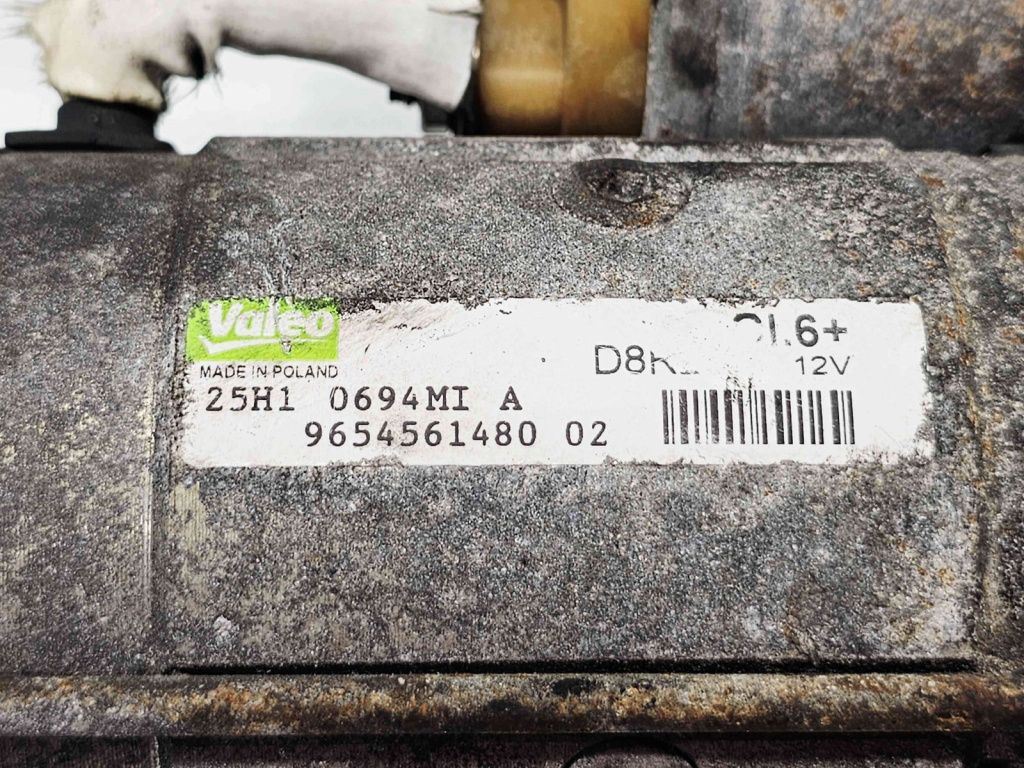 Valeo
MADE IN POLAND
12V
25H1 0694MI A
9654561480 02